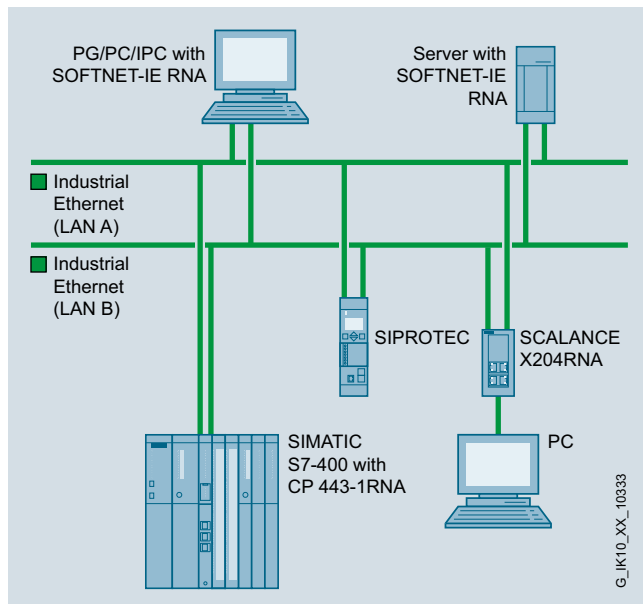 PG/PC/IPC with
SOFTNET-IE RNA
Server with
SOFTNET-IE
RNA
Industrial
Ethernet
(LAN A)
Industrial
Ethernet
(LAN B)
SIPROTEC
SCALANCE
X204RNA
SIMATIC
S7-400 with
CP 443-1RNA
PC
G_IK10_XX_10333